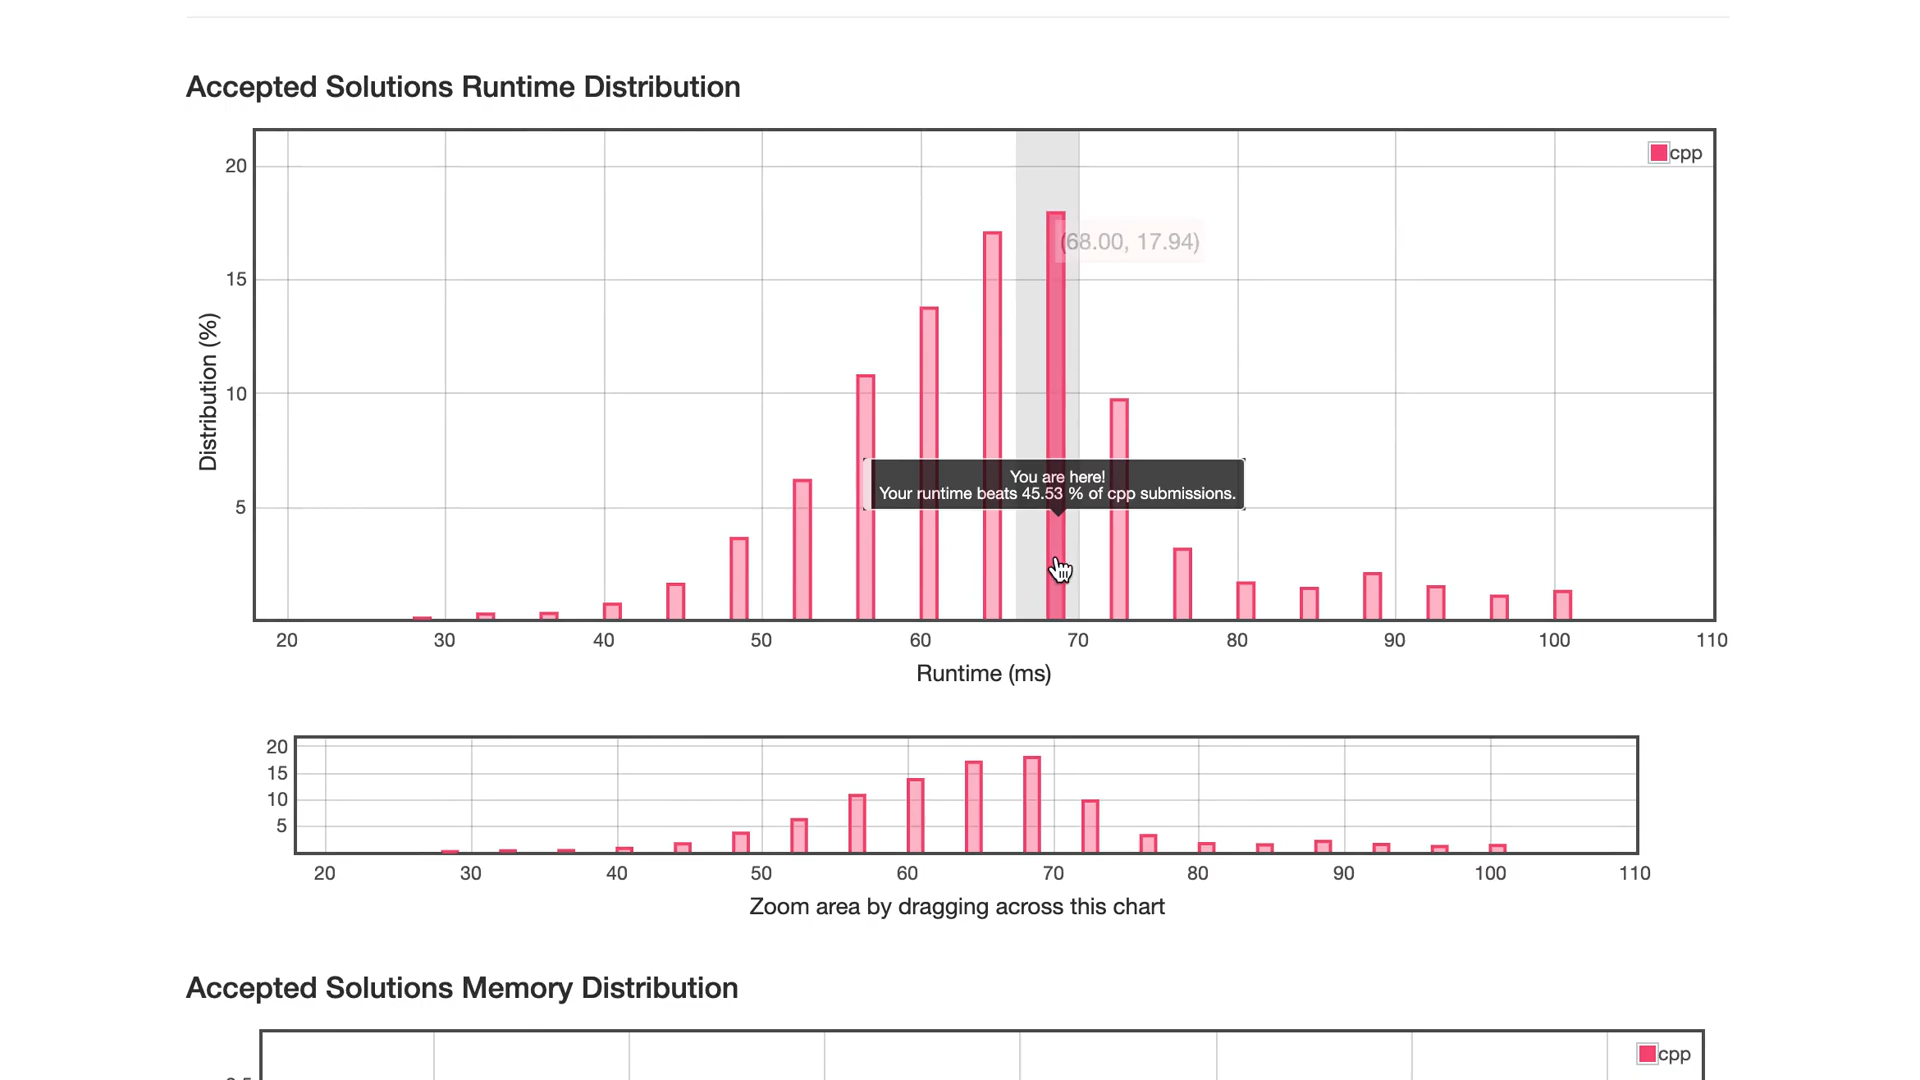 Accepted Solutions Runtime Distribution
cpp
20
15
10
5
Distribution (%)
(68.00, 17.94)
You are here!
Your runtime beats 45.53 % of cpp submissions.
20 30 40 50 60 70 80 90 100 110
Runtime (ms)
20
15
10
5
20 30 40 50 60 70 80 90 100 110
Zoom area by dragging across this chart
Accepted Solutions Memory Distribution
cpp